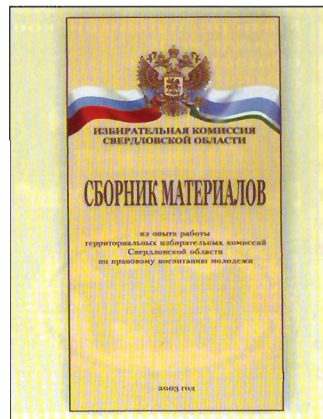 ИЗБИРАТЕЛЬНАЯ КОМИССИЯ
СВЕРДЛОВСКОЙ ОБЛАСТИ
СБОРНИК МАТЕРИАЛОВ
из опыта работы
территориальных избирательных комиссий
Свердловской области
по правовому воспитанию молодежи
2003 год